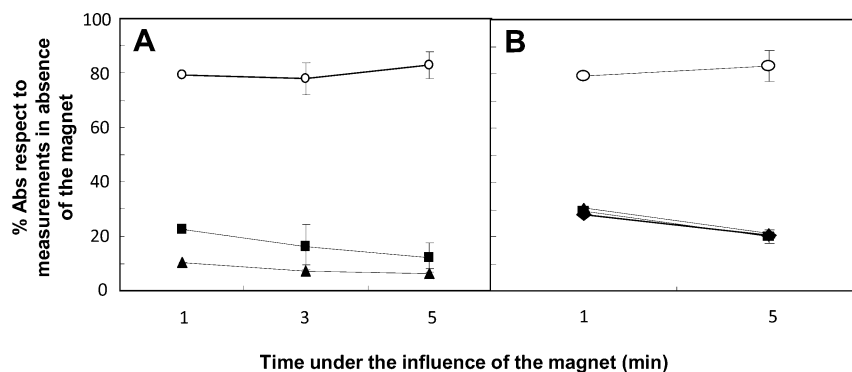 % Abs respect to
measurements in absence
of the magnet
100
80
60
40
20
0
A
B
1 3 5
1 5
Time under the influence of the magnet (min)